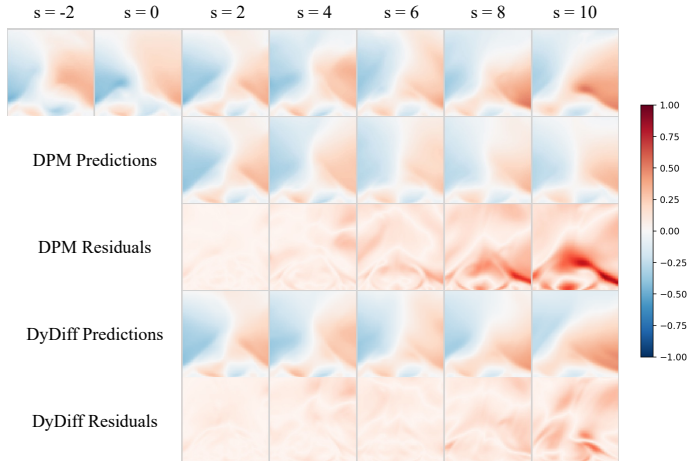 s = -2 s = 0 s = 2 s = 4 s = 6 s = 8 s = 10
DPM Predictions
DPM Residuals
DyDiff Predictions
DyDiff Residuals
1.00
0.75
0.50
0.25
0.00
−0.25
−0.50
−0.75
−1.00